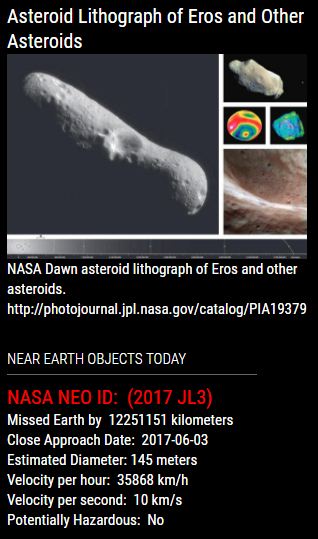 Asteroid Lithograph of Eros and Other
Asteroids
NASA Dawn asteroid lithograph of Eros and other
asteroids.
http://photojournal.jpl.nasa.gov/catalog/PIA19379
NEAR EARTH OBJECTS TODAY
NASA NEO ID: (2017 JL3)
Missed Earth by 12251151 kilometers
Close Approach Date: 2017-06-03
Estimated Diameter: 145 meters
Velocity per hour: 35868 km/h
Velocity per second: 10 km/s
Potentially Hazardous: No